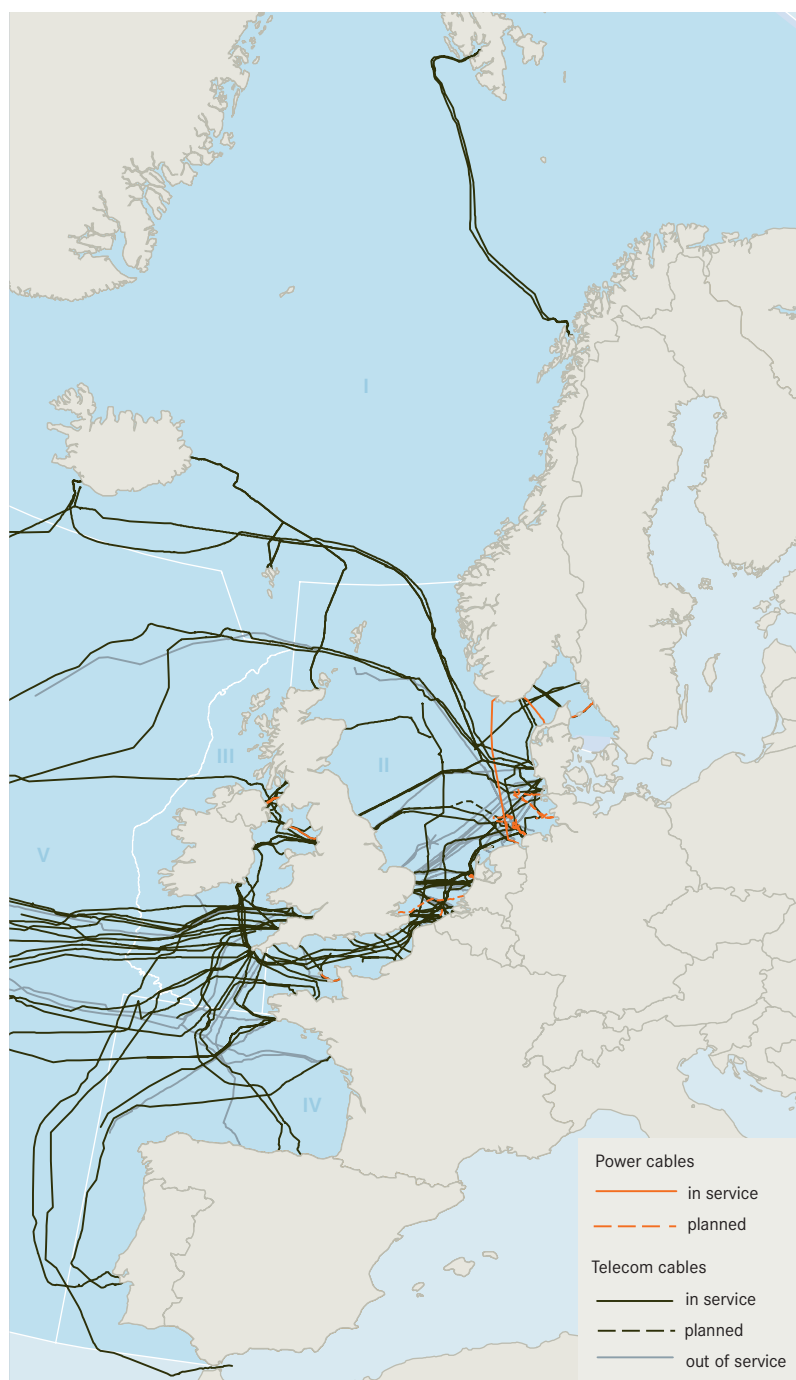 I
II
III
V
IV
Power cables
in service
planned
Telecom cables
in service
planned
out of service